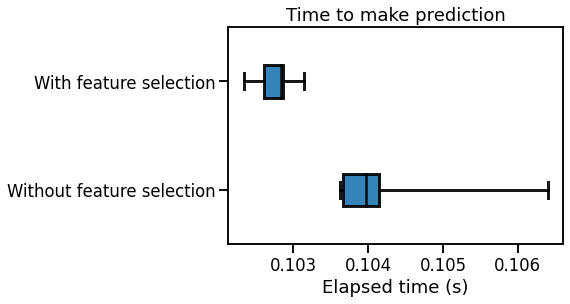 Time to make prediction
With feature selection
Without feature selection
0.103 0.104 0.105 0.106
Elapsed time (s)